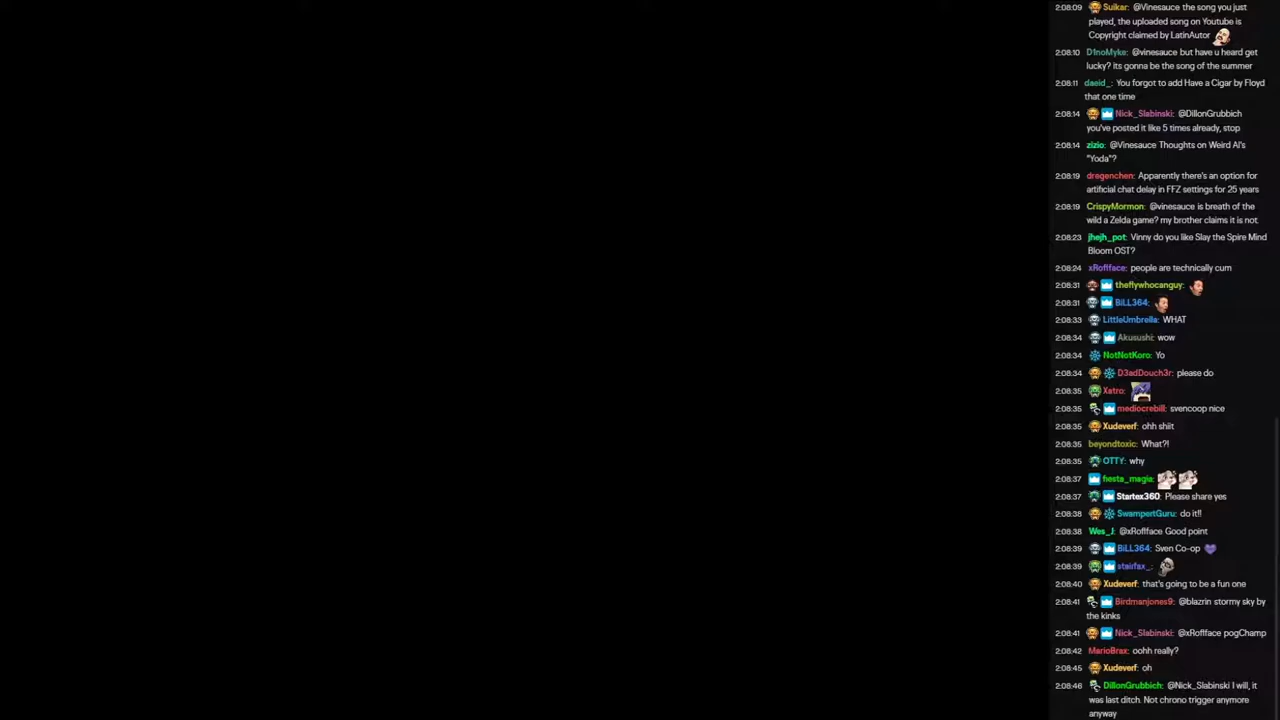 2:08:09 Suikar: @Vinesauce the song you just
played, the uploaded song on Youtube is
Copyright claimed by LatinAutor
2:08:10 D1noMyke: @vinesauce but have u heard get
lucky? its gonna be the song of the summer
2:08:11 daeid_: You forgot to add Have a Cigar by Floyd
that one time
2:08:14 Nick_Slabinski: @DillonGrubbich
you've posted it like 5 times already, stop
2:08:14 zizio: @Vinesauce Thoughts on Weird Al's
"Yoda"?
2:08:19 dregenchen: Apparently there's an option for
artificial chat delay in FFZ settings for 25 years
2:08:19 CrispyMormon: @vinesauce is breath of the
wild a Zelda game? my brother claims it is not
2:08:23 jhejh_pot: Vinny do you like Slay the Spire Mind
Bloom OST?
2:08:24 xRoflface: people are technically cum
2:08:31 theflywhocanguy:
2:08:31 BiLL364:
2:08:33 LittleUmbrella: WHAT
2:08:34 Akusushi: wow
2:08:34 NotNotKoro: Yo
2:08:34 D3adDouch3r: please do
2:08:35 Xatro:
2:08:35 mediocrebill: svencoop nice
2:08:35 Xudeverf: ohh shiit
2:08:35 beyondtoxic: What?!
2:08:35 OTTY: why
2:08:37 fiesta_magia:
2:08:37 Startex360: Please share yes
2:08:38 SwampertGuru: do it!!
2:08:38 Wes_J: @xRoflface Good point
2:08:39 BiLL364: Sven Co-op
2:08:39 stairfax_:
2:08:40 Xudeverf: that's going to be a fun one
2:08:41 Birdmanjones9: @blazrin stormy sky by
the kinks
2:08:41 Nick_Slabinski: @xRoflface pogChamp
2:08:42 MarioBrax: oohh really?
2:08:45 Xudeverf: oh
2:08:46 DillonGrubbich: @Nick_Slabinski I will, it
was last ditch. Not chrono trigger anymore
anyway